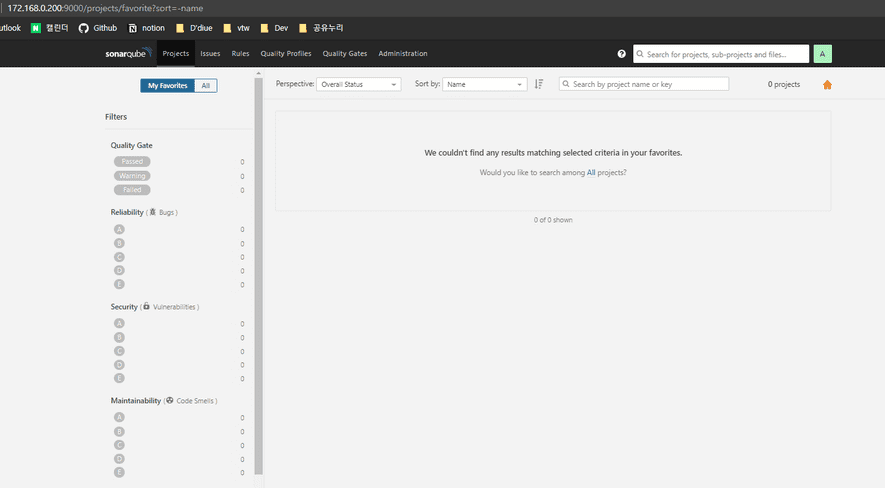 172.168.0.200:9000/projects/favorite?sort=-name
utlook 캘린더 Github notion D'diue vtw Dev 공유누리
sonarqube Projects Issues Rules Quality Profiles Quality Gates Administration Search for projects, sub-projects and files... A
My Favorites All
Perspective: Overall Status Sort by: Name Search by project name or key 0 projects
Filters
Quality Gate
Passed 0
Warning 0
Failed 0
Reliability ( Bugs )
A 0
B 0
C 0
D 0
E 0
Security ( Vulnerabilities )
A 0
B 0
C 0
D 0
E 0
Maintainability ( Code Smells )
A 0
B 0
C 0
D 0
E 0
We couldn't find any results matching selected criteria in your favorites.
Would you like to search among All projects?
0 of 0 shown